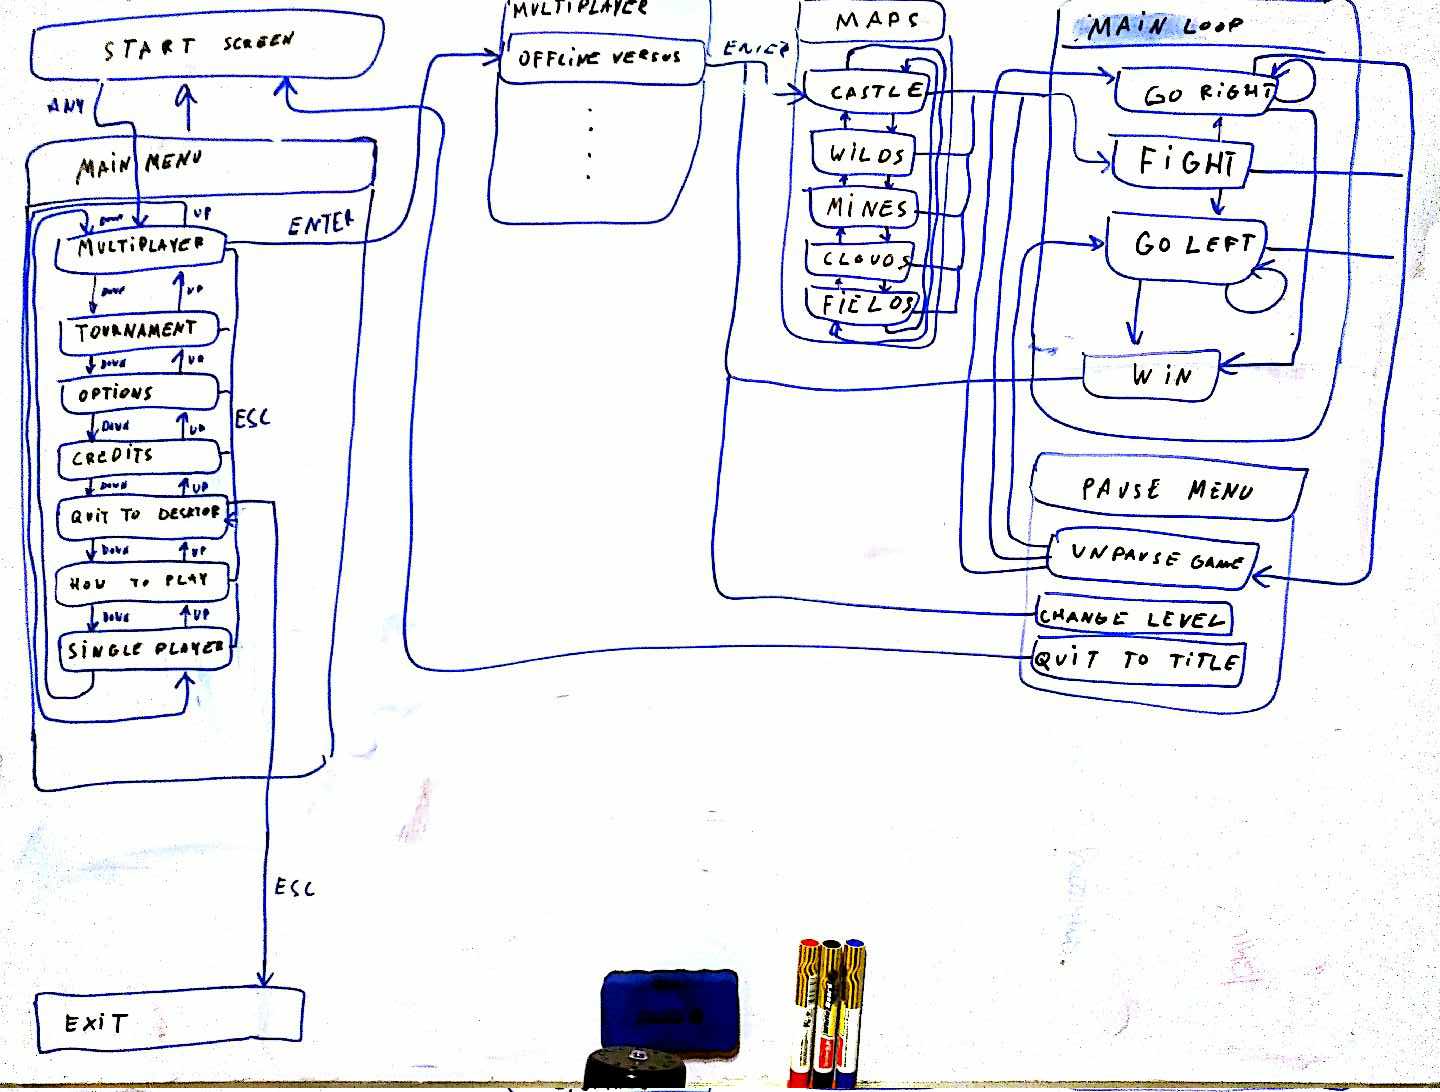 START SCREEN
ANY
MAIN MENU
DOWN UP
MULTIPLAYER
ENTER
DOWN UP
TOURNAMENT
DOWN UP
OPTIONS
ESC
DOWN UP
CREDITS
DOWN UP
QUIT TO DESKTOP
DOWN UP
HOW TO PLAY
DOWN UP
SINGLE PLAYER
ESC
EXIT
MULTIPLAYER
OFFLINE VERSUS
ENTER
MAPS
CASTLE
WILDS
MINES
CLOUDS
FIELDS
MAIN LOOP
GO RIGHT
FIGHT
GO LEFT
WIN
PAUSE MENU
UNPAUSE GAME
CHANGE LEVEL
QUIT TO TITLE